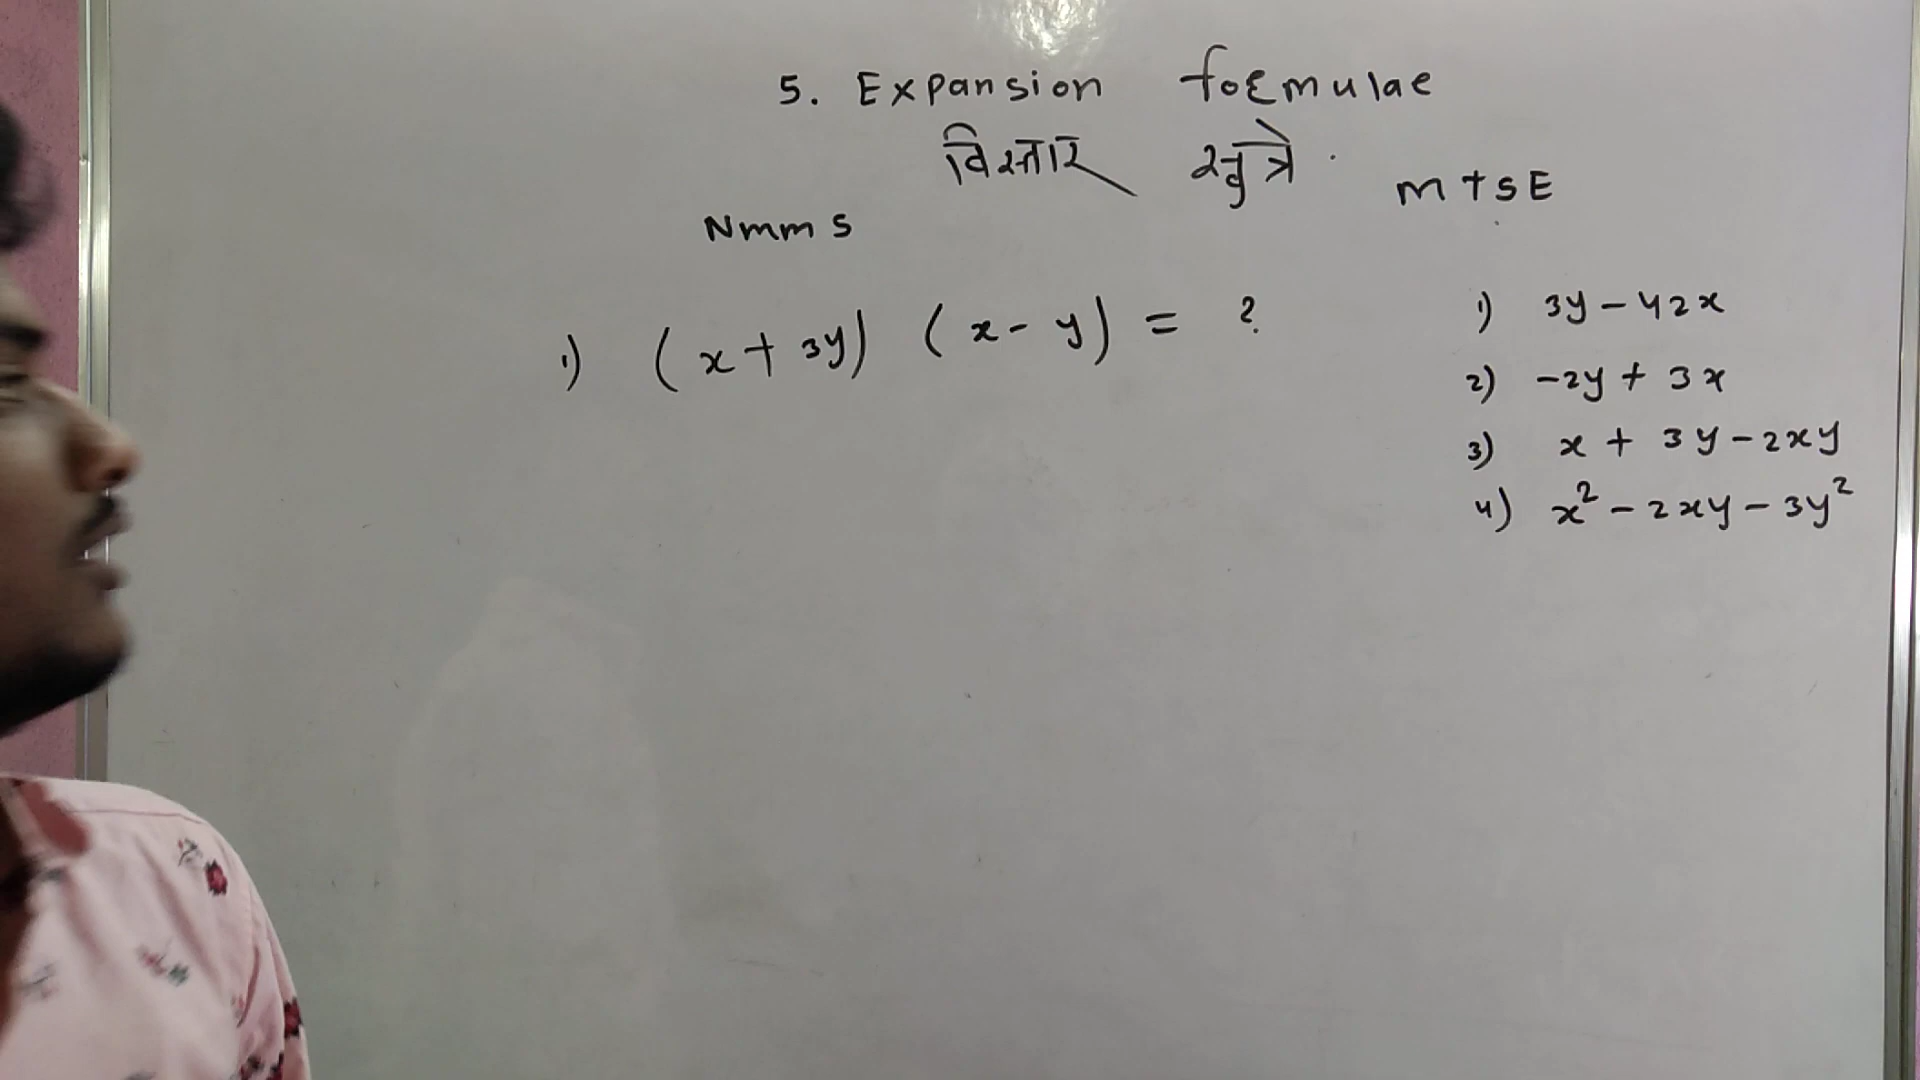 5. Expansion formulae
विस्तार सुत्रे.
MTSE
Nmms
1) (x + 3y) (x - y) = ?
1) 3y - 42x
2) -2y + 3x
3) x + 3y - 2xy
4) x² - 2xy - 3y²